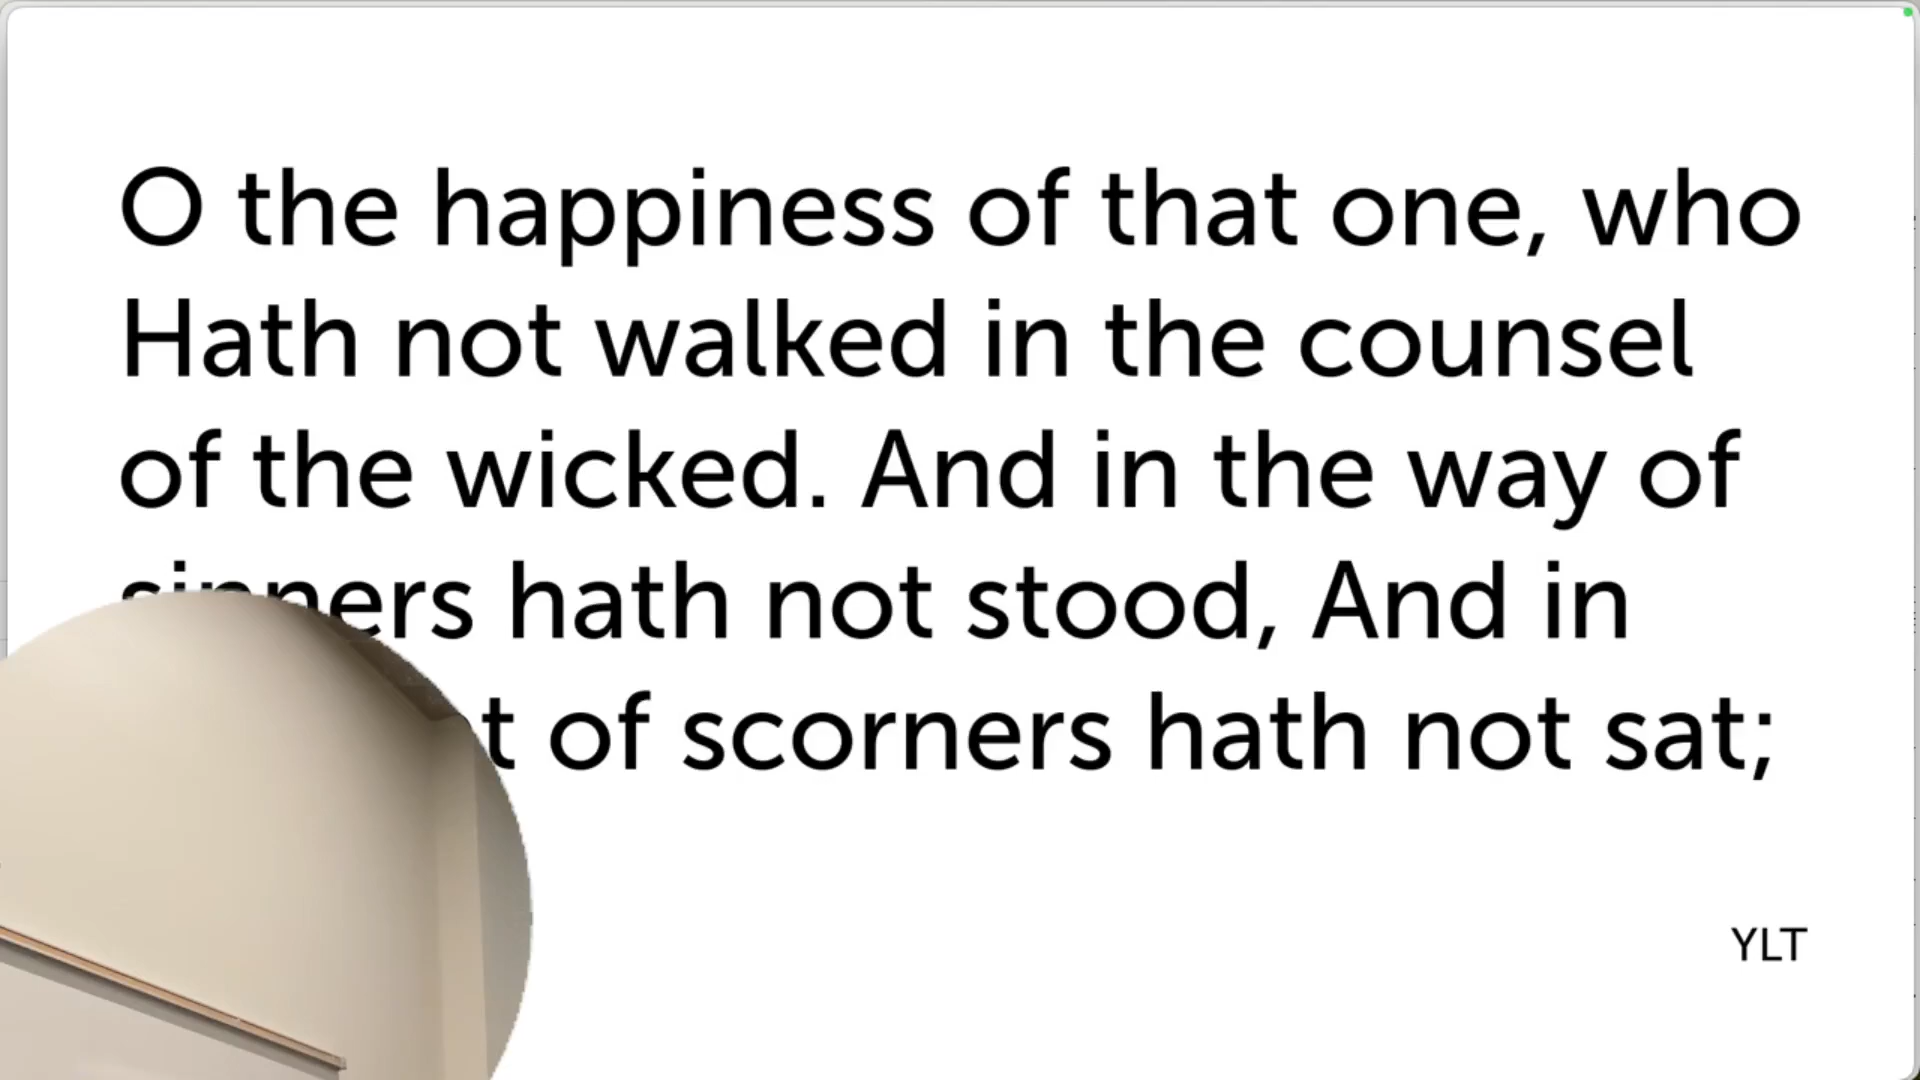 O the happiness of that one, who
Hath not walked in the counsel
of the wicked. And in the way of
sinners hath not stood, And in
of scorners hath not sat;
YLT